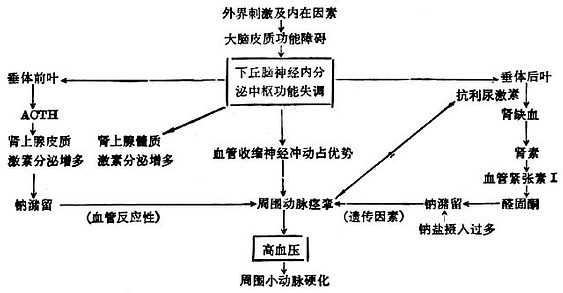 外界刺激及内在因素
大脑皮质功能障碍
垂体前叶
下丘脑神经内分
泌中枢功能失调
垂体后叶
抗利尿激素
ACTH
肾缺血
肾上腺皮质
激素分泌增多
肾上腺髓质
激素分泌增多
血管收缩神经冲动占优势
肾素
血管紧张素 I
钠潴留
(血管反应性)
周围动脉痉挛
(遗传因素)
钠潴留
醛固酮
钠盐摄入过多
高血压
周围小动脉硬化